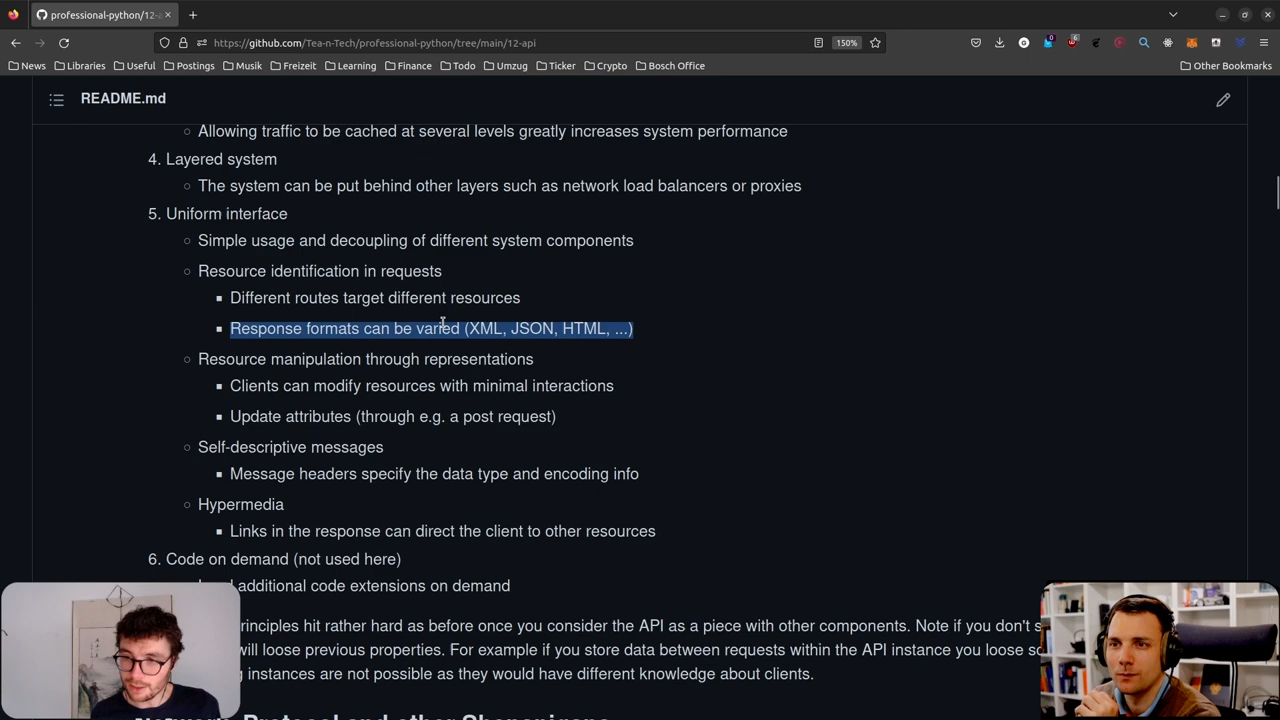 professional-python/12-a
https://github.com/Tea-n-Tech/professional-python/tree/main/12-api
150%
0
6
News
Libraries
Useful
Postings
Musik
Freizeit
Learning
Finance
Todo
Umzug
Ticker
Crypto
Bosch Office
Other Bookmarks
README.md
Allowing traffic to be cached at several levels greatly increases system performance
4. Layered system
The system can be put behind other layers such as network load balancers or proxies
5. Uniform interface
Simple usage and decoupling of different system components
Resource identification in requests
Different routes target different resources
Response formats can be varied (XML, JSON, HTML, ...)
Resource manipulation through representations
Clients can modify resources with minimal interactions
Update attributes (through e.g. a post request)
Self-descriptive messages
Message headers specify the data type and encoding info
Hypermedia
Links in the response can direct the client to other resources
6. Code on demand (not used here)
additional code extensions on demand
rinciples hit rather hard as before once you consider the API as a piece with other components. Note if you don't s
will loose previous properties. For example if you store data between requests within the API instance you loose
instances are not possible as they would have different knowledge about clients.
Protocol and other